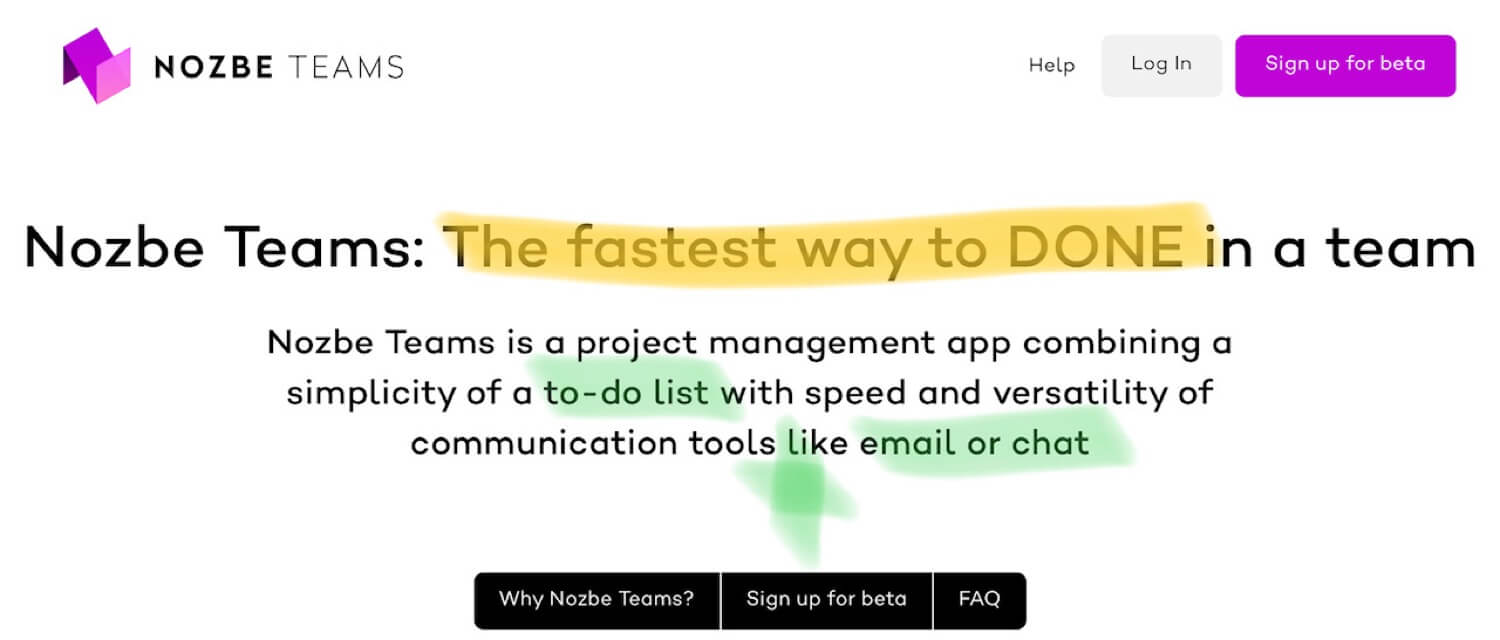 NOZBE TEAMS
Help
Log In
Sign up for beta
Nozbe Teams: The fastest way to DONE in a team
Nozbe Teams is a project management app combining a
simplicity of a to-do list with speed and versatility of
communication tools like email or chat
Why Nozbe Teams?
Sign up for beta
FAQ